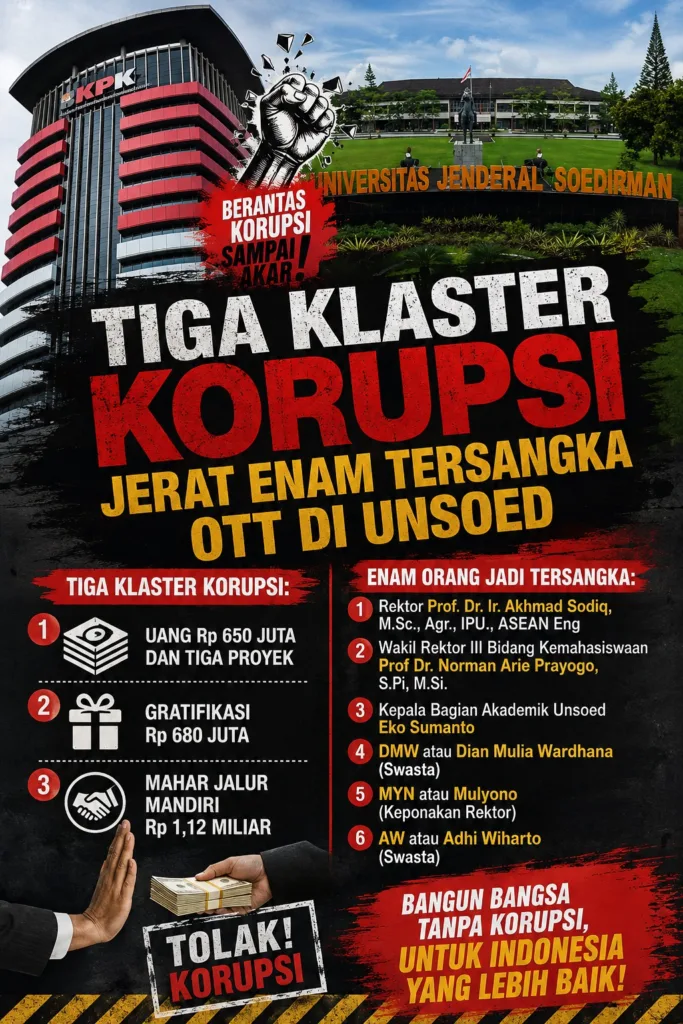 KPK
UNIVERSITAS JENDERAL SOEDIRMAN
BERANTAS
KORUPSI
SAMPAI
AKAR!
TIGA KLASTER
KORUPSI
JERAT ENAM TERSANGKA
OTT DI UNSOED
TIGA KLASTER KORUPSI:
1
UANG Rp 650 JUTA
DAN TIGA PROYEK
2
GRATIFIKASI
Rp 680 JUTA
3
MAHAR JALUR
MANDIRI
Rp 1,12 MILIAR
ENAM ORANG JADI TERSANGKA:
1 Rektor Prof. Dr. Ir. Akhmad Sodiq,
M.Sc., Agr., IPU., ASEAN Eng
2 Wakil Rektor III Bidang Kemahasiswaan
Prof Dr. Norman Arie Prayogo,
S.Pi, M.Si.
3 Kepala Bagian Akademik Unsoed
Eko Sumanto
4 DMW atau Dian Mulia Wardhana
(Swasta)
5 MYN atau Mulyono
(Keponakan Rektor)
6 AW atau Adhi Wiharto
(Swasta)
TOLAK!
KORUPSI
BANGUN BANGSA
TANPA KORUPSI,
UNTUK INDONESIA
YANG LEBIH BAIK!